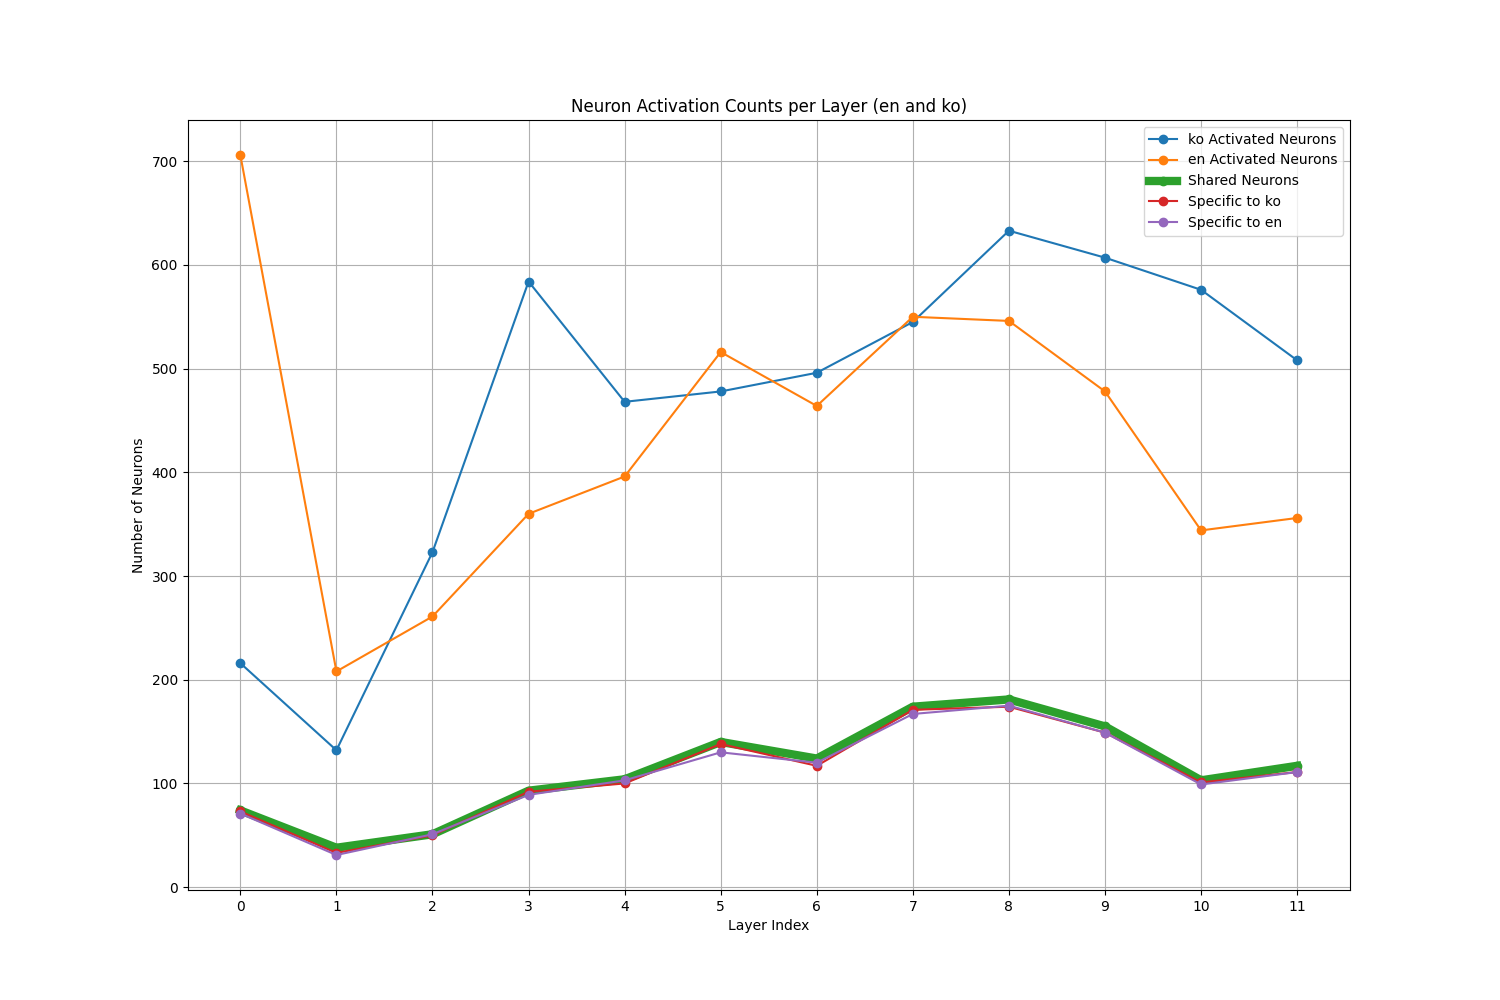 Neuron Activation Counts per Layer (en and ko)
ko Activated Neurons
en Activated Neurons
Shared Neurons
Specific to ko
Specific to en
Number of Neurons
700
600
500
400
300
200
100
0
0 1 2 3 4 5 6 7 8 9 10 11
Layer Index